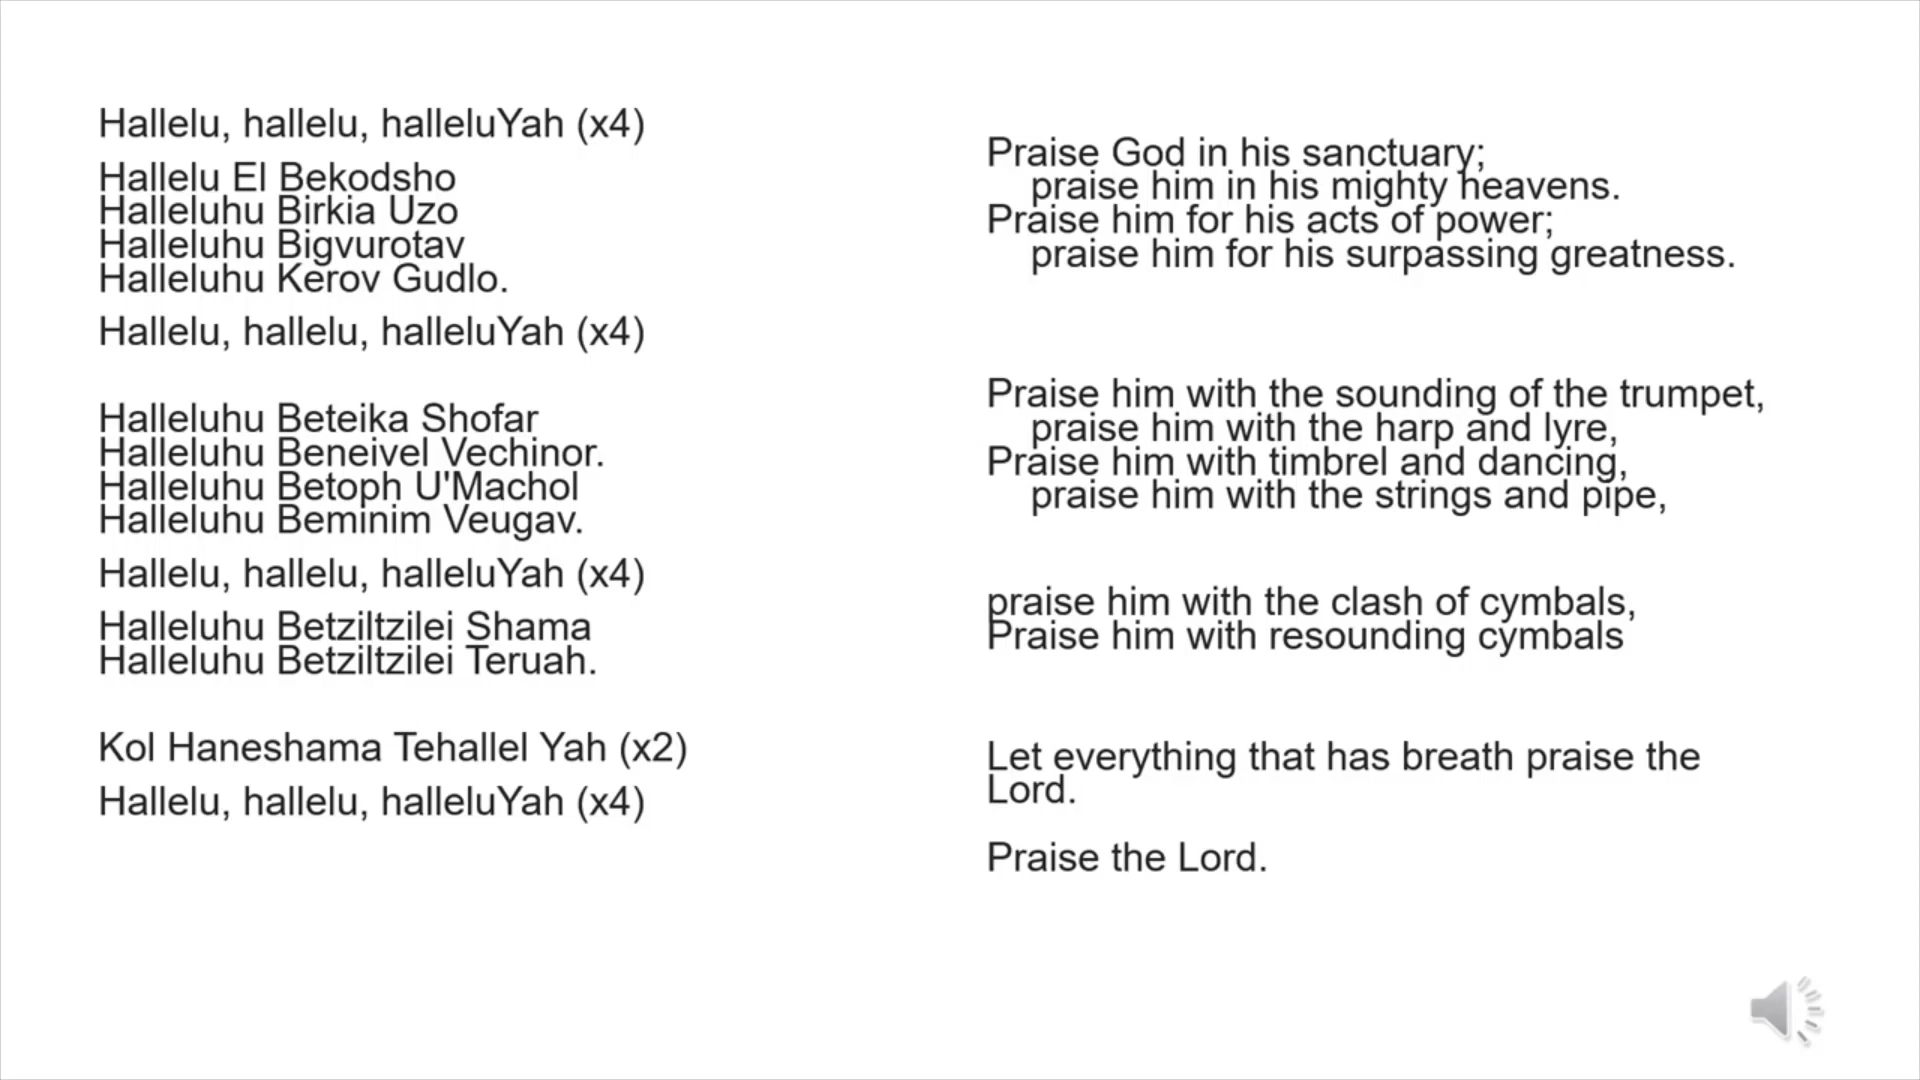 Hallelu, hallelu, halleluYah (x4)
Hallelu El Bekodsho
Halleluhu Birkia Uzo
Halleluhu Bigvurotav
Halleluhu Kerov Gudlo.
Hallelu, hallelu, halleluYah (x4)
Halleluhu Beteika Shofar
Halleluhu Beneivel Vechinor.
Halleluhu Betoph U'Machol
Halleluhu Beminim Veugav.
Hallelu, hallelu, halleluYah (x4)
Halleluhu Betziltzilei Shama
Halleluhu Betziltzilei Teruah.
Kol Haneshama Tehallel Yah (x2)
Hallelu, hallelu, halleluYah (x4)
Praise God in his sanctuary;
praise him in his mighty heavens.
Praise him for his acts of power;
praise him for his surpassing greatness.
Praise him with the sounding of the trumpet,
praise him with the harp and lyre,
Praise him with timbrel and dancing,
praise him with the strings and pipe,
praise him with the clash of cymbals,
Praise him with resounding cymbals
Let everything that has breath praise the
Lord.
Praise the Lord.